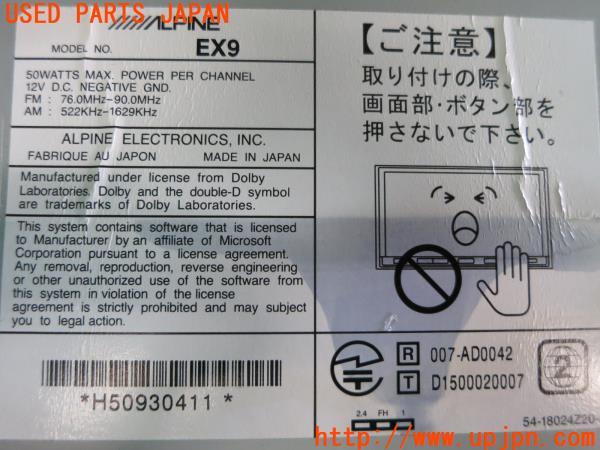 USED PARTS JAPAN
ALPINE
MODEL NO. EX9
50WATTS MAX. POWER PER CHANNEL
12V D.C. NEGATIVE GND.
FM : 76.0MHz-90.0MHz
AM : 522KHz-1629KHz
ALPINE ELECTRONICS, INC.
FABRIQUE AU JAPON MADE IN JAPAN
Manufactured under license from Dolby
Laboratories. Dolby and the double-D symbol
are trademarks of Dolby Laboratories.
This system contains software that is licensed
to Manufacturer by an affiliate of Microsoft
Corporation pursuant to a license agreement.
Any removal, reproduction, reverse engineering
or other unauthorized use of the software from
this system in violation of the license
agreement is strictly prohibited and may subject
you to legal action.
*H50930411*
【ご注意】
取り付けの際、
画面部・ボタン部を
押さないで下さい。
R 007-AD0042
T D1500020007
2
2.4 FH 1
54-18024Z20-
http://www.upjpn.com/